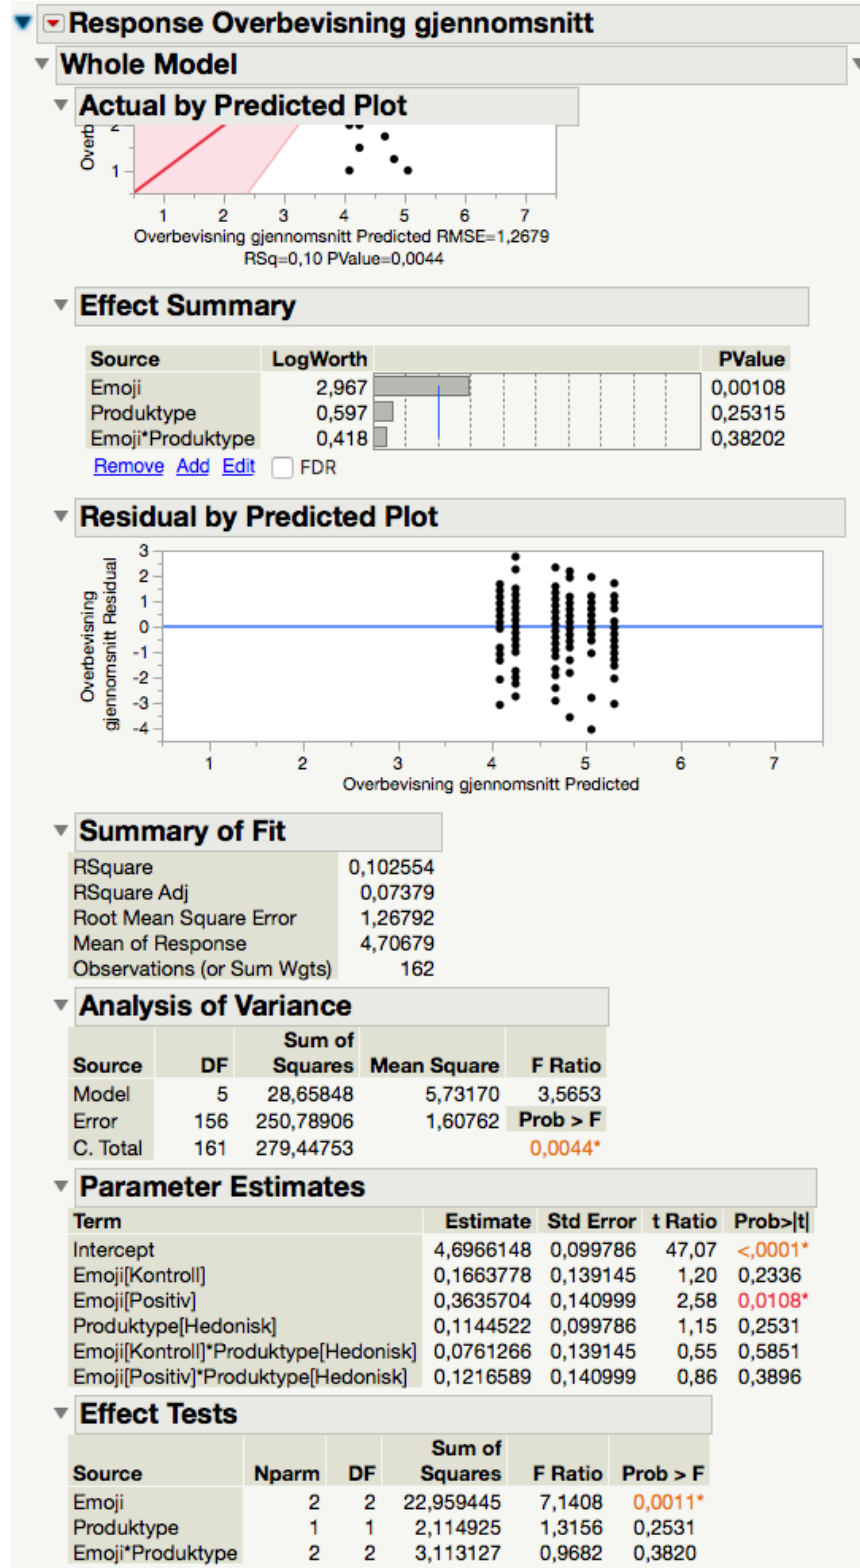 Response Overbevisning gjennomsnitt
Whole Model
Actual by Predicted Plot
Overb
2
1
1 2 3 4 5 6 7
Overbevisning gjennomsnitt Predicted RMSE=1,2679
RSq=0,10 PValue=0,0044
Effect Summary
Source LogWorth PValue
Emoji 2,967 0,00108
Produktype 0,597 0,25315
Emoji*Produktype 0,418 0,38202
Remove Add Edit FDR
Residual by Predicted Plot
Overbevisning
gjennomsnitt Residual
3
2
1
0
-1
-2
-3
-4
1 2 3 4 5 6 7
Overbevisning gjennomsnitt Predicted
Summary of Fit
RSquare 0,102554
RSquare Adj 0,07379
Root Mean Square Error 1,26792
Mean of Response 4,70679
Observations (or Sum Wgts) 162
Analysis of Variance
Sum of
Source DF Squares Mean Square F Ratio
Model 5 28,65848 5,73170 3,5653
Error 156 250,78906 1,60762 Prob > F
C. Total 161 279,44753 0,0044*
Parameter Estimates
Term Estimate Std Error t Ratio Prob>|t|
Intercept 4,6966148 0,099786 47,07 <,0001*
Emoji[Kontroll] 0,1663778 0,139145 1,20 0,2336
Emoji[Positiv] 0,3635704 0,140999 2,58 0,0108*
Produktype[Hedonisk] 0,1144522 0,099786 1,15 0,2531
Emoji[Kontroll]*Produktype[Hedonisk] 0,0761266 0,139145 0,55 0,5851
Emoji[Positiv]*Produktype[Hedonisk] 0,1216589 0,140999 0,86 0,3896
Effect Tests
Sum of
Source Nparm DF Squares F Ratio Prob > F
Emoji 2 2 22,959445 7,1408 0,0011*
Produktype 1 1 2,114925 1,3156 0,2531
Emoji*Produktype 2 2 3,113127 0,9682 0,3820